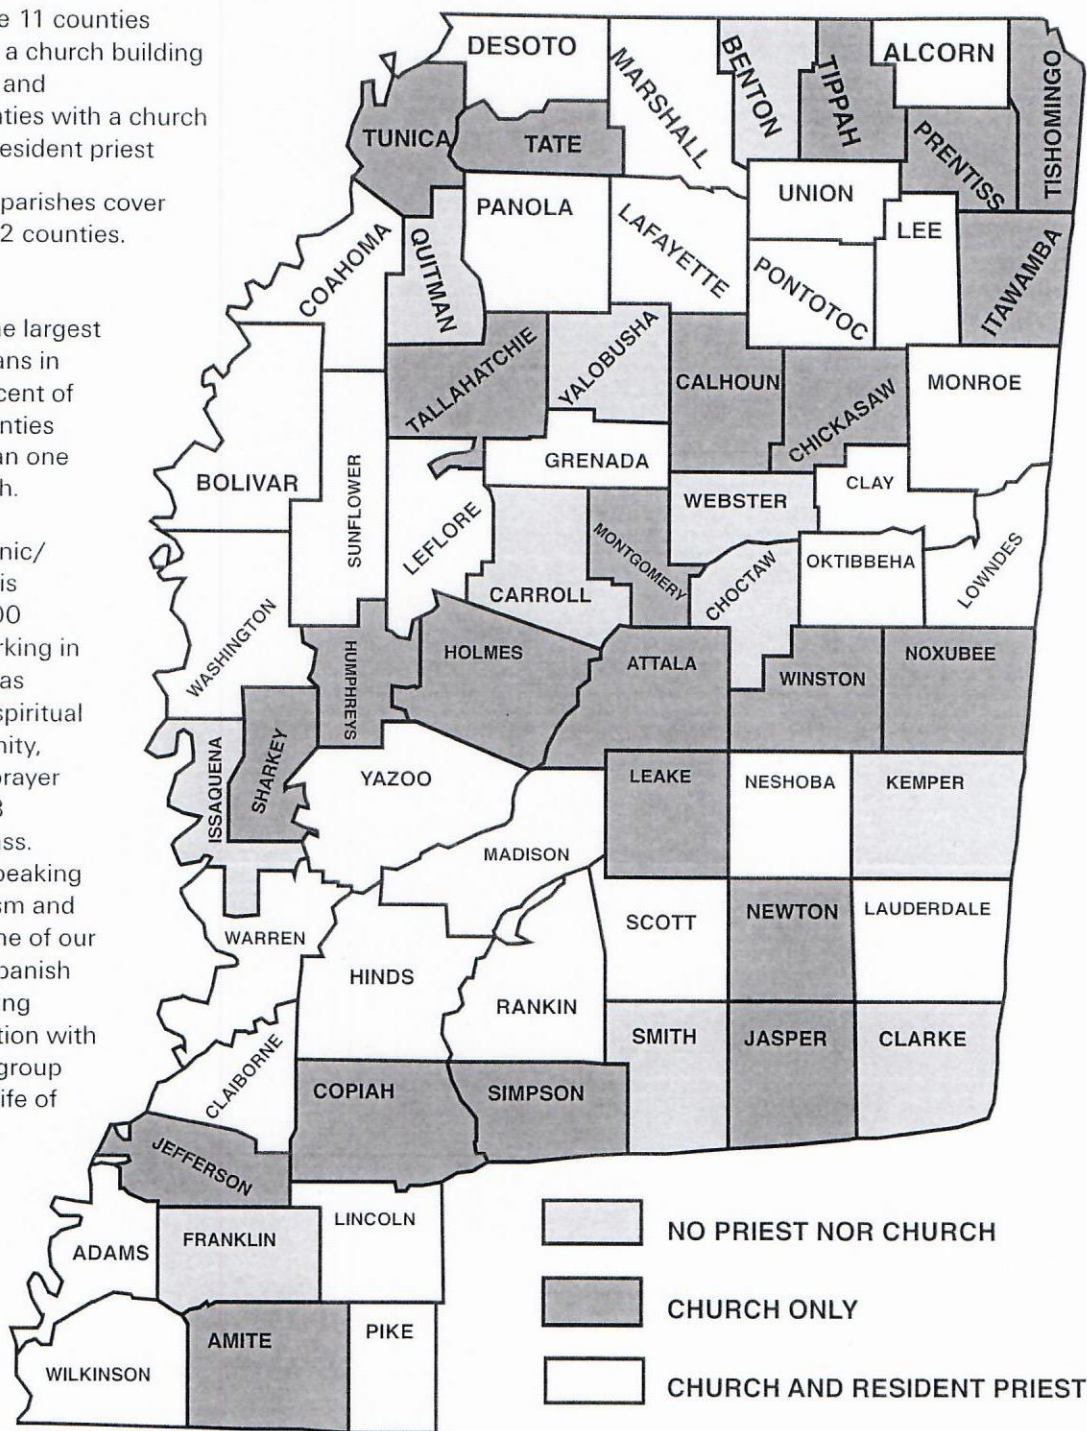 e 11 counties
a church building
and
nties with a church
resident priest
parishes cover
2 counties.
ne largest
ans in
cent of
nties
an one
h.
nic/
is
00
rking in
as
spiritual
nity,
prayer
3
ass.
peaking
sm and
ne of our
panish
ing
tion with
group
life of
DESOTO
MARSHALL
BENTON
TIPPAH
ALCORN
TISHOMINGO
TUNICA
TATE
PRENTISS
UNION
PANOLA
LAFAYETTE
LEE
COAHOMA
QUITMAN
PONTOTOC
ITAWAMBA
TALLAHATCHIE
YALOBUSHA
CALHOUN
CHICKASAW
MONROE
BOLIVAR
SUNFLOWER
GRENADA
CLAY
LEFLORE
WEBSTER
CARROLL
MONTGOMERY
CHOCTAW
OKTIBBEHA
LOWNDES
WASHINGTON
HUMPHREYS
HOLMES
ATTALA
WINSTON
NOXUBEE
ISSAQUENA
SHARKEY
YAZOO
LEAKE
NESHOBA
KEMPER
MADISON
WARREN
SCOTT
NEWTON
LAUDERDALE
HINDS
RANKIN
CLAIBORNE
SMITH
JASPER
CLARKE
COPIAH
SIMPSON
JEFFERSON
LINCOLN
ADAMS
FRANKLIN
AMITE
PIKE
WILKINSON
NO PRIEST NOR CHURCH
CHURCH ONLY
CHURCH AND RESIDENT PRIEST